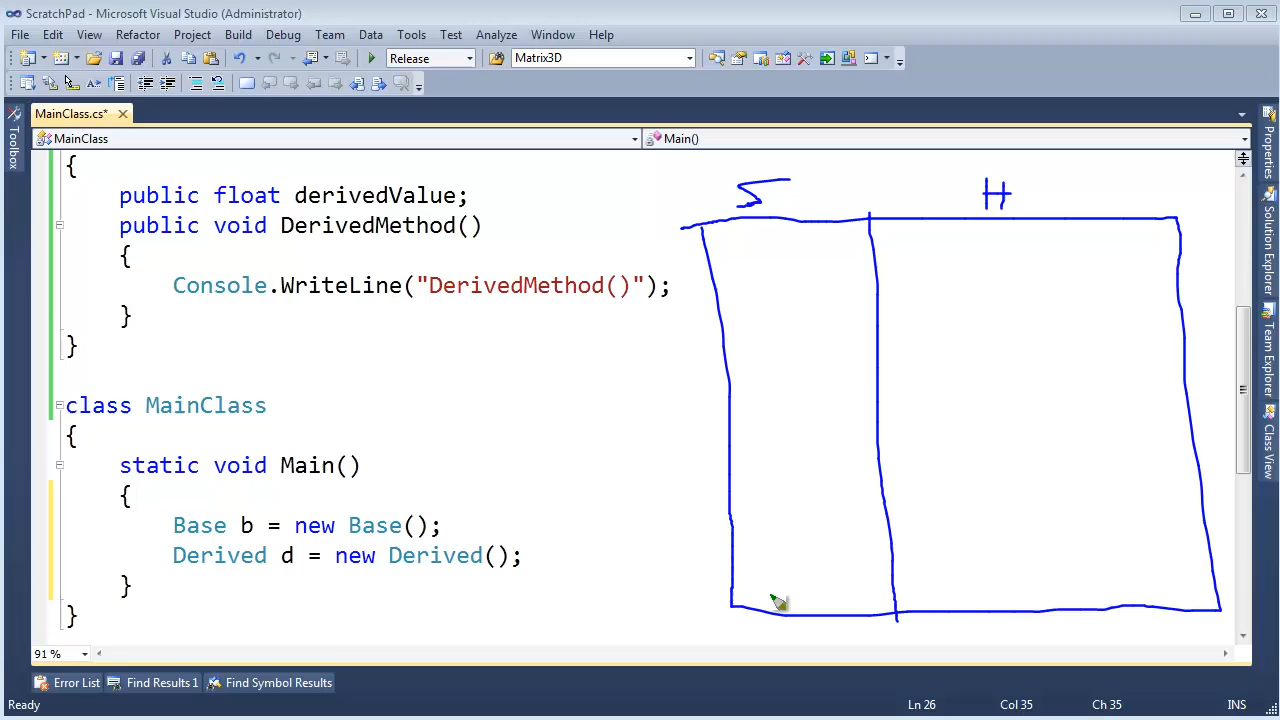 ScratchPad - Microsoft Visual Studio (Administrator)
File Edit View Refactor Project Build Debug Team Data Tools Test Analyze Window Help
Release Matrix3D
MainClass.cs*
MainClass Main()
Toolbox
Properties
Solution Explorer
Team Explorer
Class View
{
public float derivedValue;
public void DerivedMethod()
{
Console.WriteLine("DerivedMethod()");
}
}
class MainClass
{
static void Main()
{
Base b = new Base();
Derived d = new Derived();
}
}
S H
91 %
Error List Find Results 1 Find Symbol Results
Ready Ln 26 Col 35 Ch 35 INS